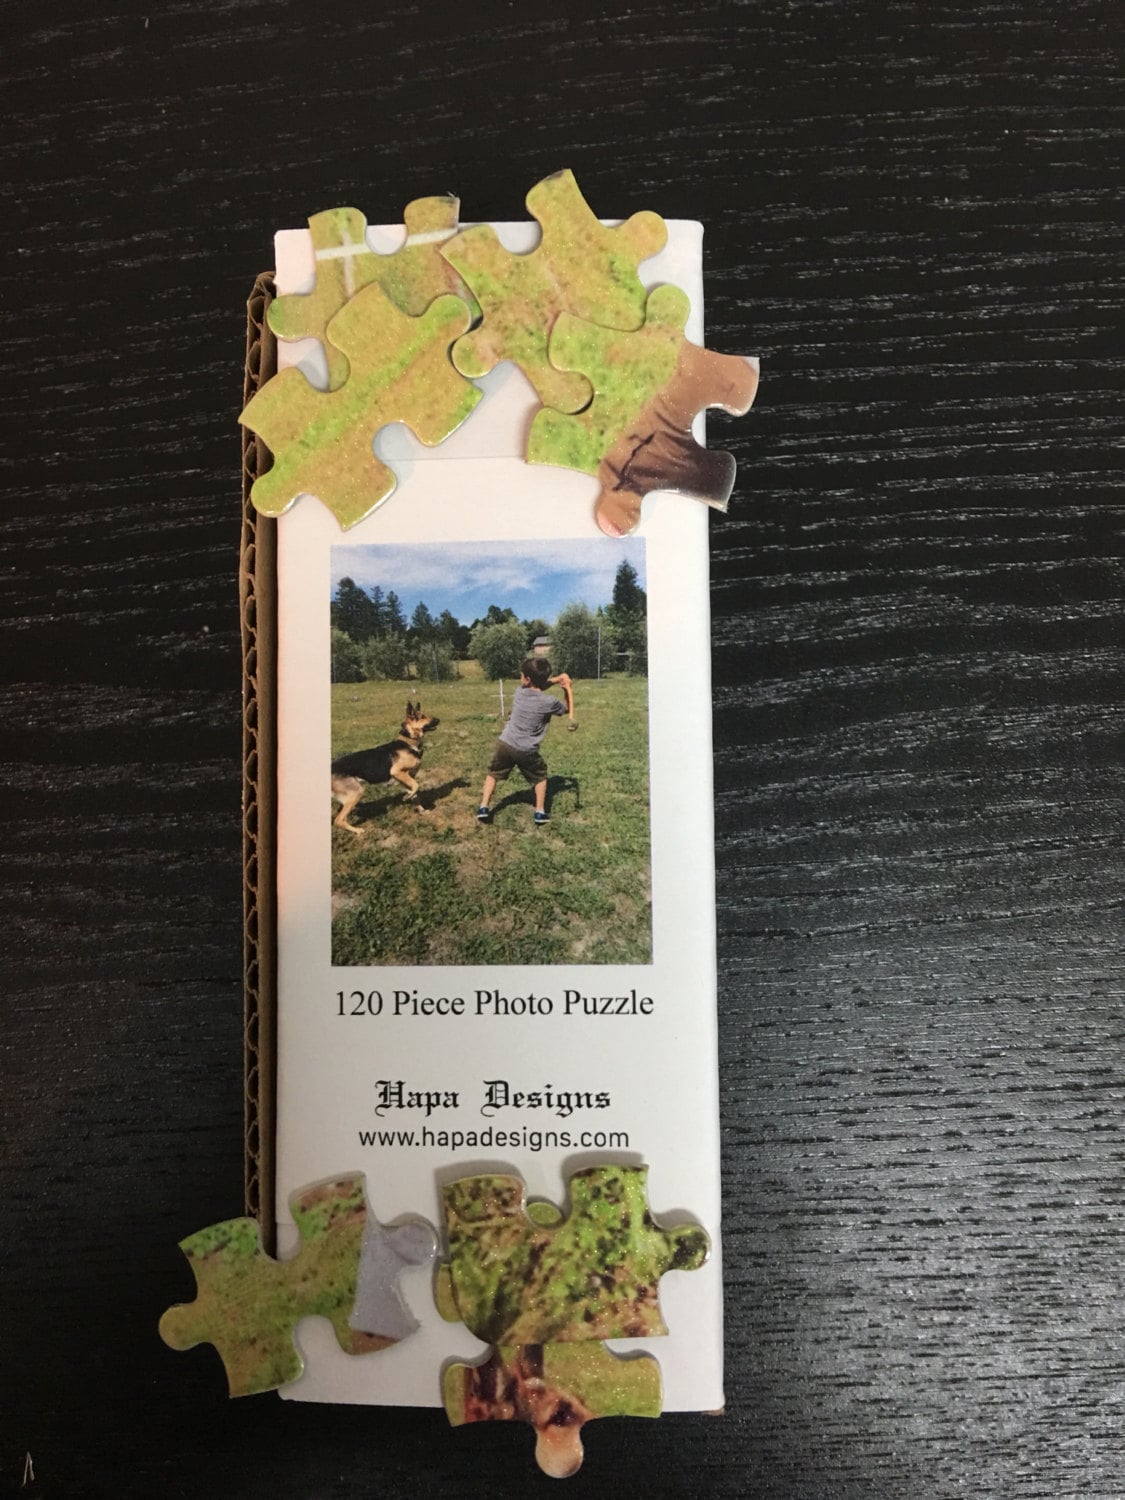 120 Piece Photo Puzzle
Hapa Designs
www.hapadesigns.com